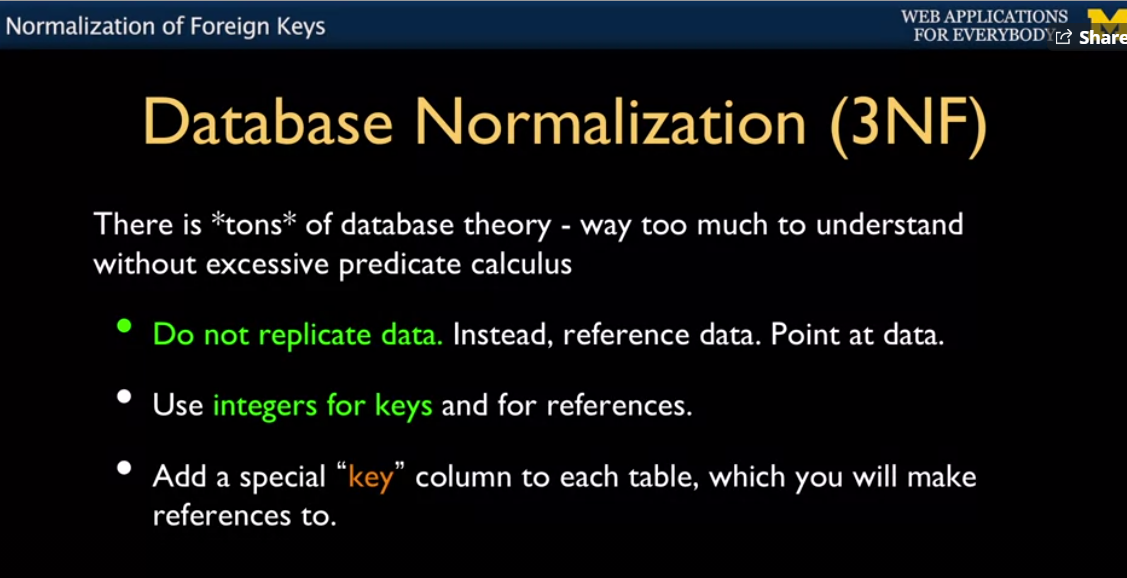 Normalization of Foreign Keys
WEB APPLICATIONS
FOR EVERYBODY
Share
Database Normalization (3NF)
There is *tons* of database theory - way too much to understand
without excessive predicate calculus
• Do not replicate data. Instead, reference data. Point at data.
• Use integers for keys and for references.
• Add a special “key” column to each table, which you will make
references to.